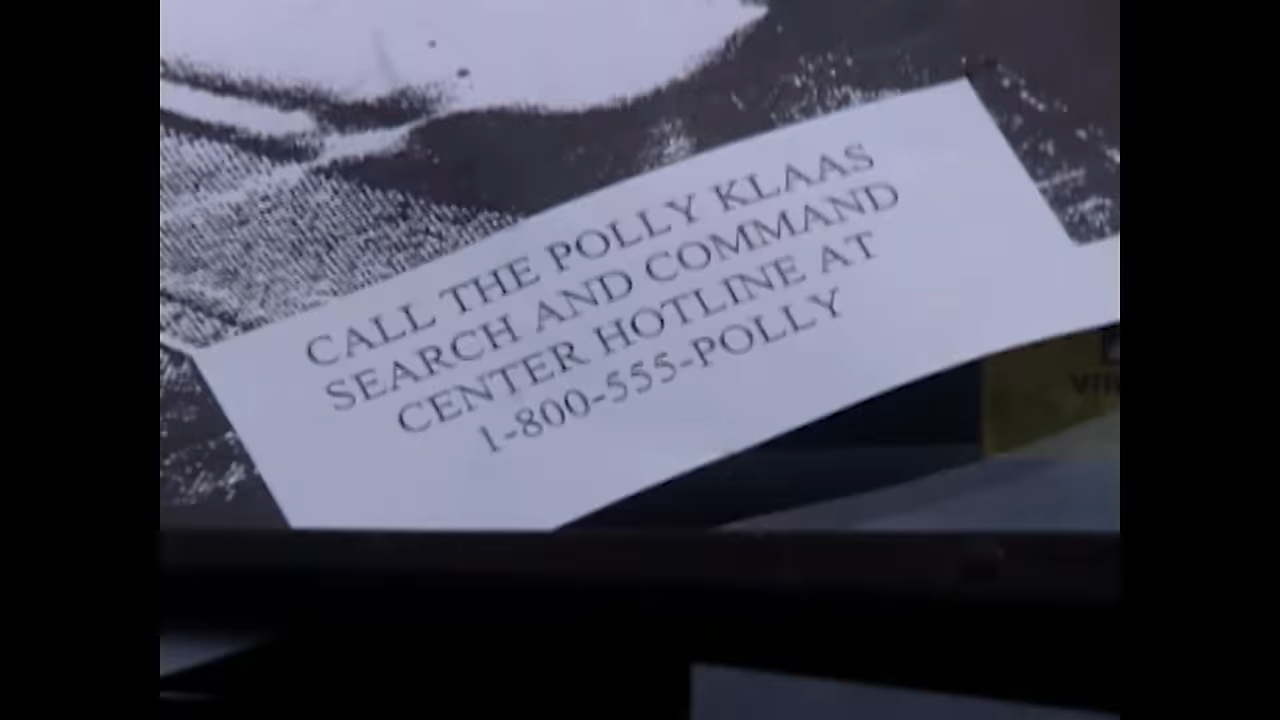 CALL THE POLLY KLAAS
SEARCH AND COMMAND
CENTER HOTLINE AT
1-800-555-POLLY